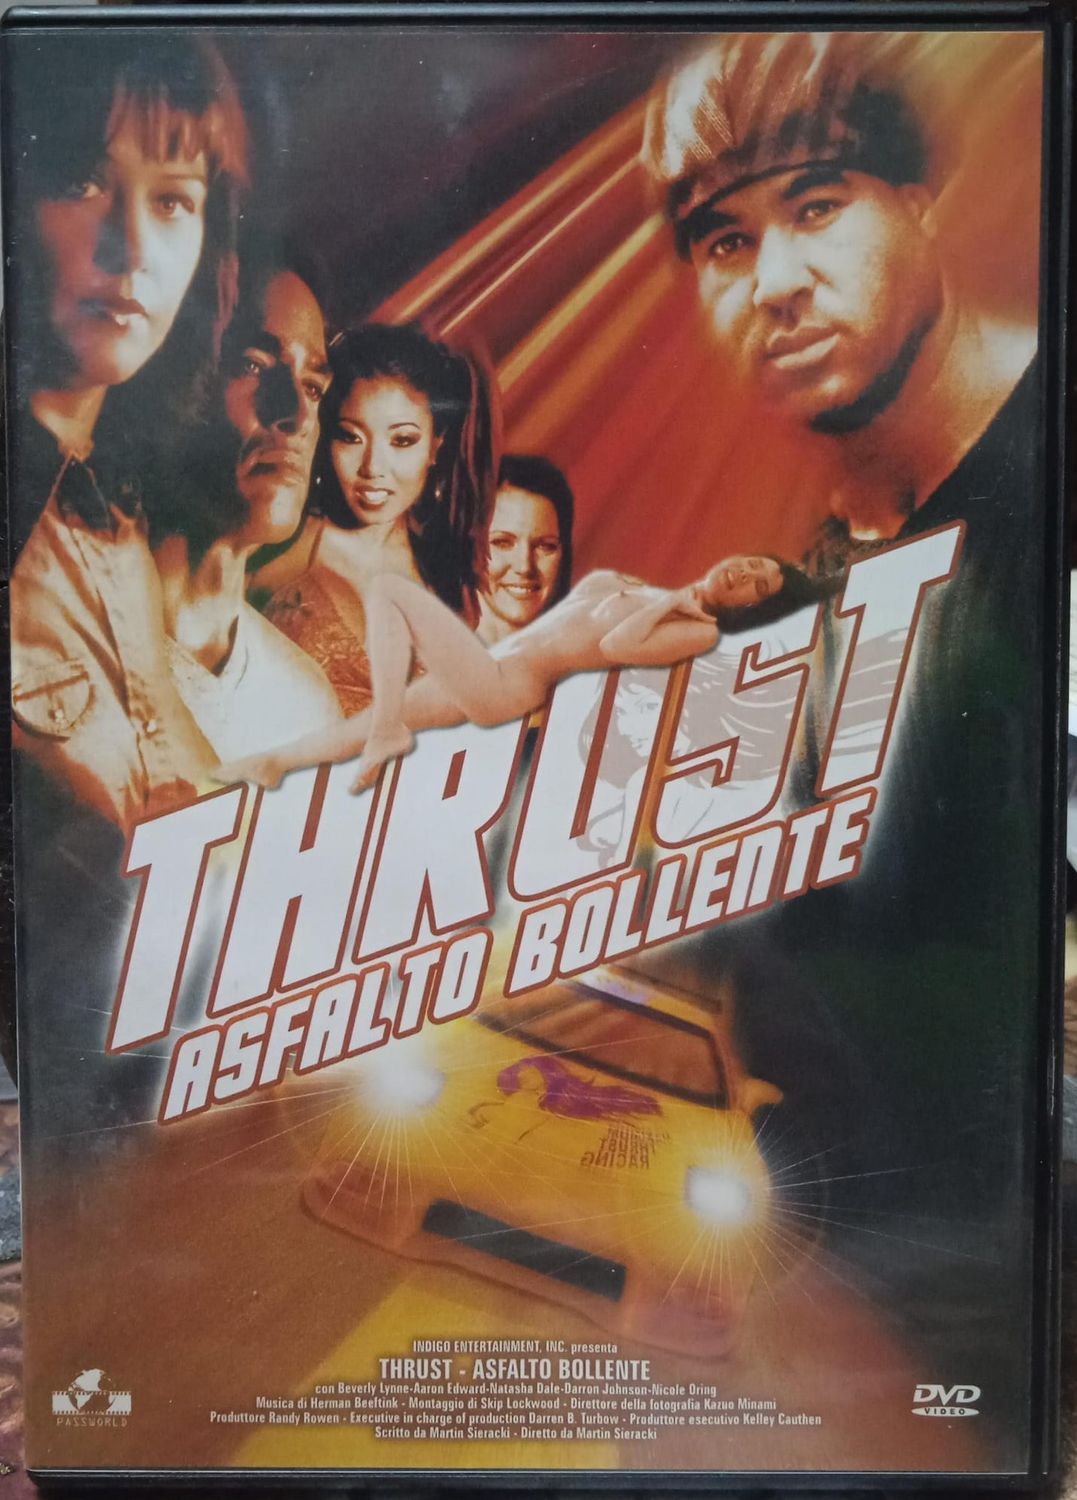 THRUST
ASFALTO BOLLENTE
THRUST
RACING
INDIGO ENTERTAINMENT, INC. presenta
THRUST - ASFALTO BOLLENTE
con Beverly Lynne-Aaron Edward-Natasha Dale-Darron Johnson-Nicole Oring
Musica di Herman Beeftink - Montaggio di Skip Lockwood - Direttore della fotografia Kazuo Minami
Produttore Randy Rowen - Executive in charge of production Darren B. Turbow - Produttore esecutivo Kelley Cauthen
Scritto da Martin Sieracki - Diretto da Martin Sieracki
PASSWORLD
DVD
VIDEO